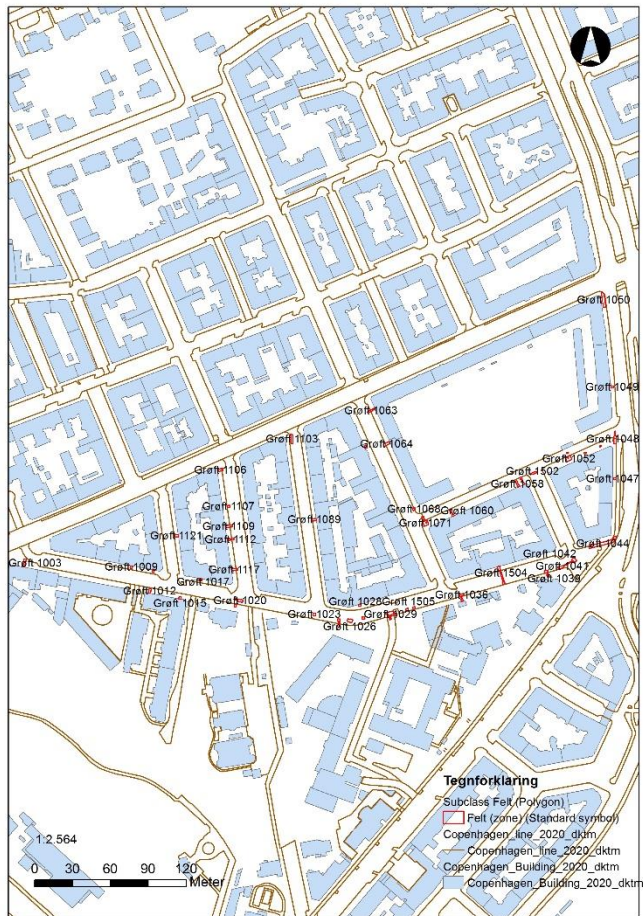 Grøft 1050
Grøft 1049
Grøft 1063
Grøft 1103
Grøft 1048
Grøft 1064
Grøft 1052
Grøft 1106
Grøft 1502
Grøft 1047
Grøft 1058
Grøft 1107
Grøft 1068
Grøft 1060
Grøft 1089
Grøft 1071
Grøft 1109
Grøft 1121
Grøft 1112
Grøft 1044
Grøft 1042
Grøft 1003
Grøft 1009
Grøft 1041
Grøft 1117
Grøft 1504
Grøft 1039
Grøft 1017
Grøft 1012
Grøft 1036
Grøft 1015
Grøft 1020
Grøft 1028
Grøft 1505
Grøft 1023
Grøft 1029
Grøft 1026
Tegnforklaring
Subclass Felt (Polygon)
Felt (zone) (Standard symbol)
Copenhagen_line_2020_dktm
Copenhagen_line_2020_dktm
Copenhagen_Building_2020_dktm
Copenhagen_Building_2020_dktm
1:2.564
0 30 60 90 120
Meter